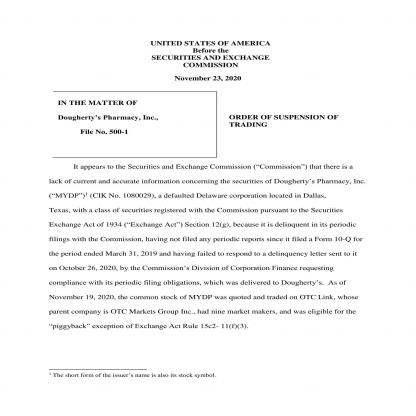 UNITED STATES OF AMERICA
Before the
SECURITIES AND EXCHANGE
COMMISSION
November 23, 2020
IN THE MATTER OF
Dougherty's Pharmacy, Inc.,
File No. 500-1
ORDER OF SUSPENSION OF
TRADING
It appears to the Securities and Exchange Commission (“Commission”) that there is a
lack of current and accurate information concerning the securities of Dougherty's Pharmacy, Inc.
(“MYDP”)¹ (CIK No. 1080029), a defaulted Delaware corporation located in Dallas,
Texas, with a class of securities registered with the Commission pursuant to the Securities
Exchange Act of 1934 (“Exchange Act”) Section 12(g), because it is delinquent in its periodic
filings with the Commission, having not filed any periodic reports since it filed a Form 10-Q for
the period ended March 31, 2019 and having failed to respond to a delinquency letter sent to it
on October 26, 2020, by the Commission's Division of Corporation Finance requesting
compliance with its periodic filing obligations, which was delivered to Dougherty's. As of
November 19, 2020, the common stock of MYDP was quoted and traded on OTC Link, whose
parent company is OTC Markets Group Inc., had nine market makers, and was eligible for the
“piggyback” exception of Exchange Act Rule 15c2- 11(f)(3).
¹ The short form of the issuer's name is also its stock symbol.